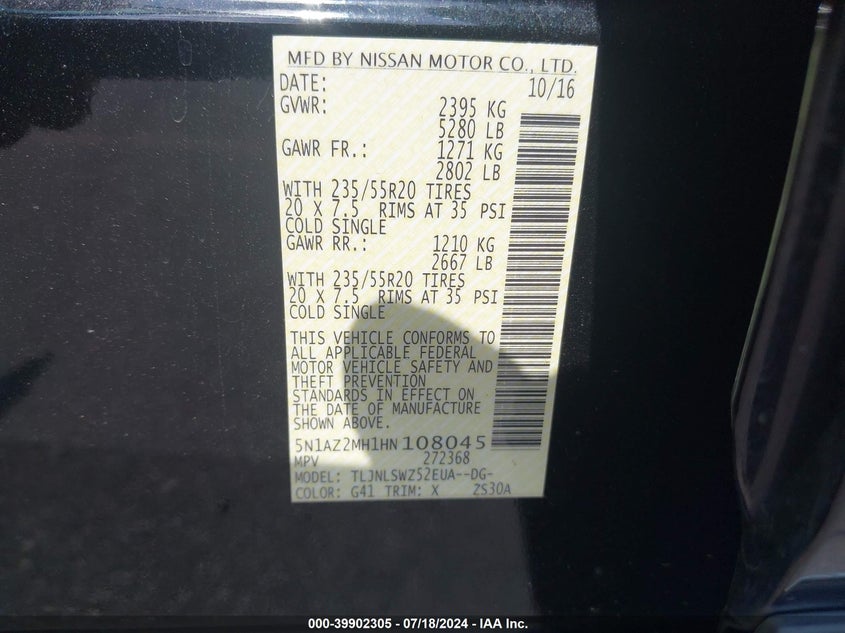 MFD BY NISSAN MOTOR CO., LTD.
DATE: 10/16
GVWR: 2395 KG
5280 LB
GAWR FR.: 1271 KG
2802 LB
WITH 235/55R20 TIRES
20 X 7.5 RIMS AT 35 PSI
COLD SINGLE
GAWR RR.: 1210 KG
2667 LB
WITH 235/55R20 TIRES
20 X 7.5 RIMS AT 35 PSI
COLD SINGLE
THIS VEHICLE CONFORMS TO
ALL APPLICABLE FEDERAL
MOTOR VEHICLE SAFETY AND
THEFT PREVENTION
STANDARDS IN EFFECT ON
THE DATE OF MANUFACTURE
SHOWN ABOVE.
5N1AZ2MH1HN108045
MPV 272368
MODEL: TLJNLSWZ52EUA--DG-
COLOR: G41 TRIM: X ZS30A
000-39902305 - 07/18/2024 - IAA Inc.